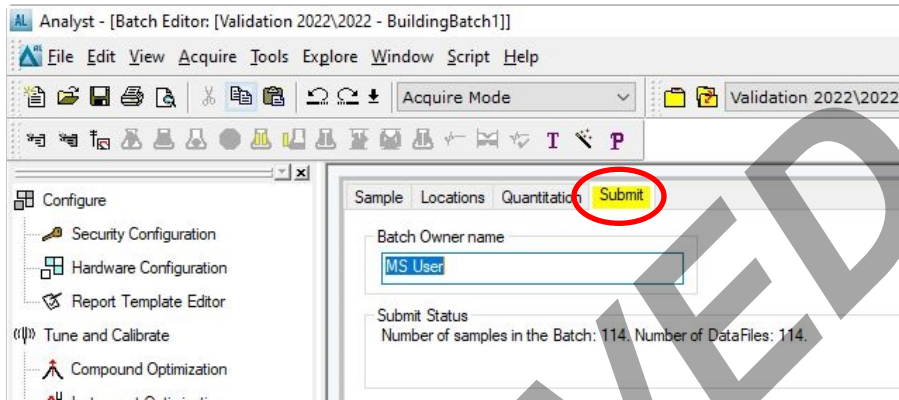 AL Analyst - [Batch Editor: [Validation 2022\2022 - BuildingBatch1]]
File Edit View Acquire Tools Explore Window Script Help
Acquire Mode
Validation 2022\2022
T P
Sample Locations Quantitation Submit
Configure
Security Configuration
Hardware Configuration
Report Template Editor
Tune and Calibrate
Compound Optimization
Batch Owner name
MS User
Submit Status
Number of samples in the Batch: 114. Number of DataFiles: 114.
VED